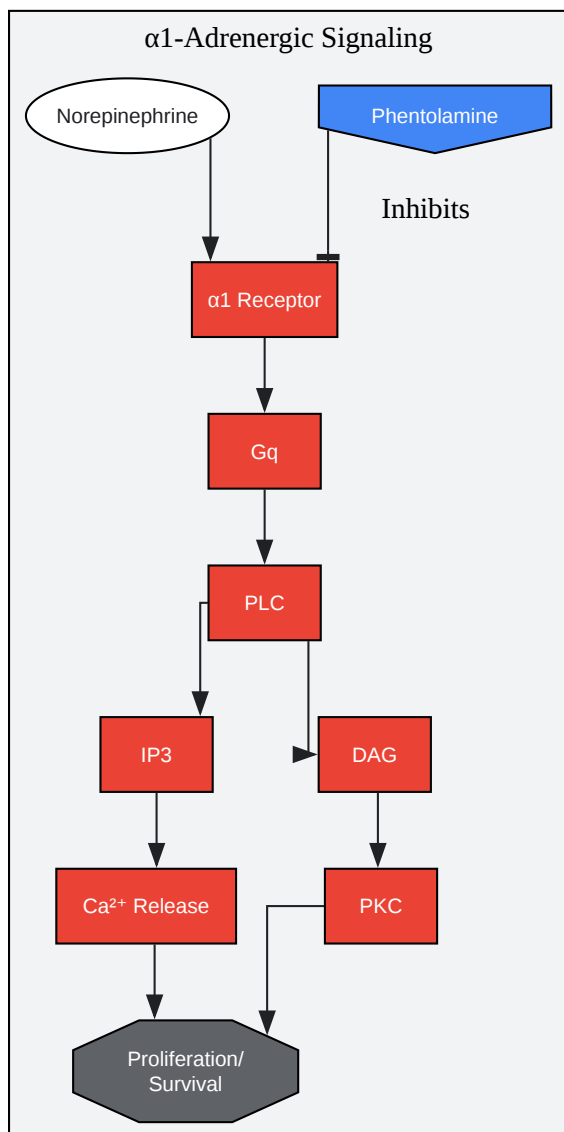 α1-Adrenergic Signaling
Norepinephrine
Phentolamine
Inhibits
α1 Receptor
Gq
PLC
IP3
DAG
Ca²⁺ Release
PKC
Proliferation/
Survival